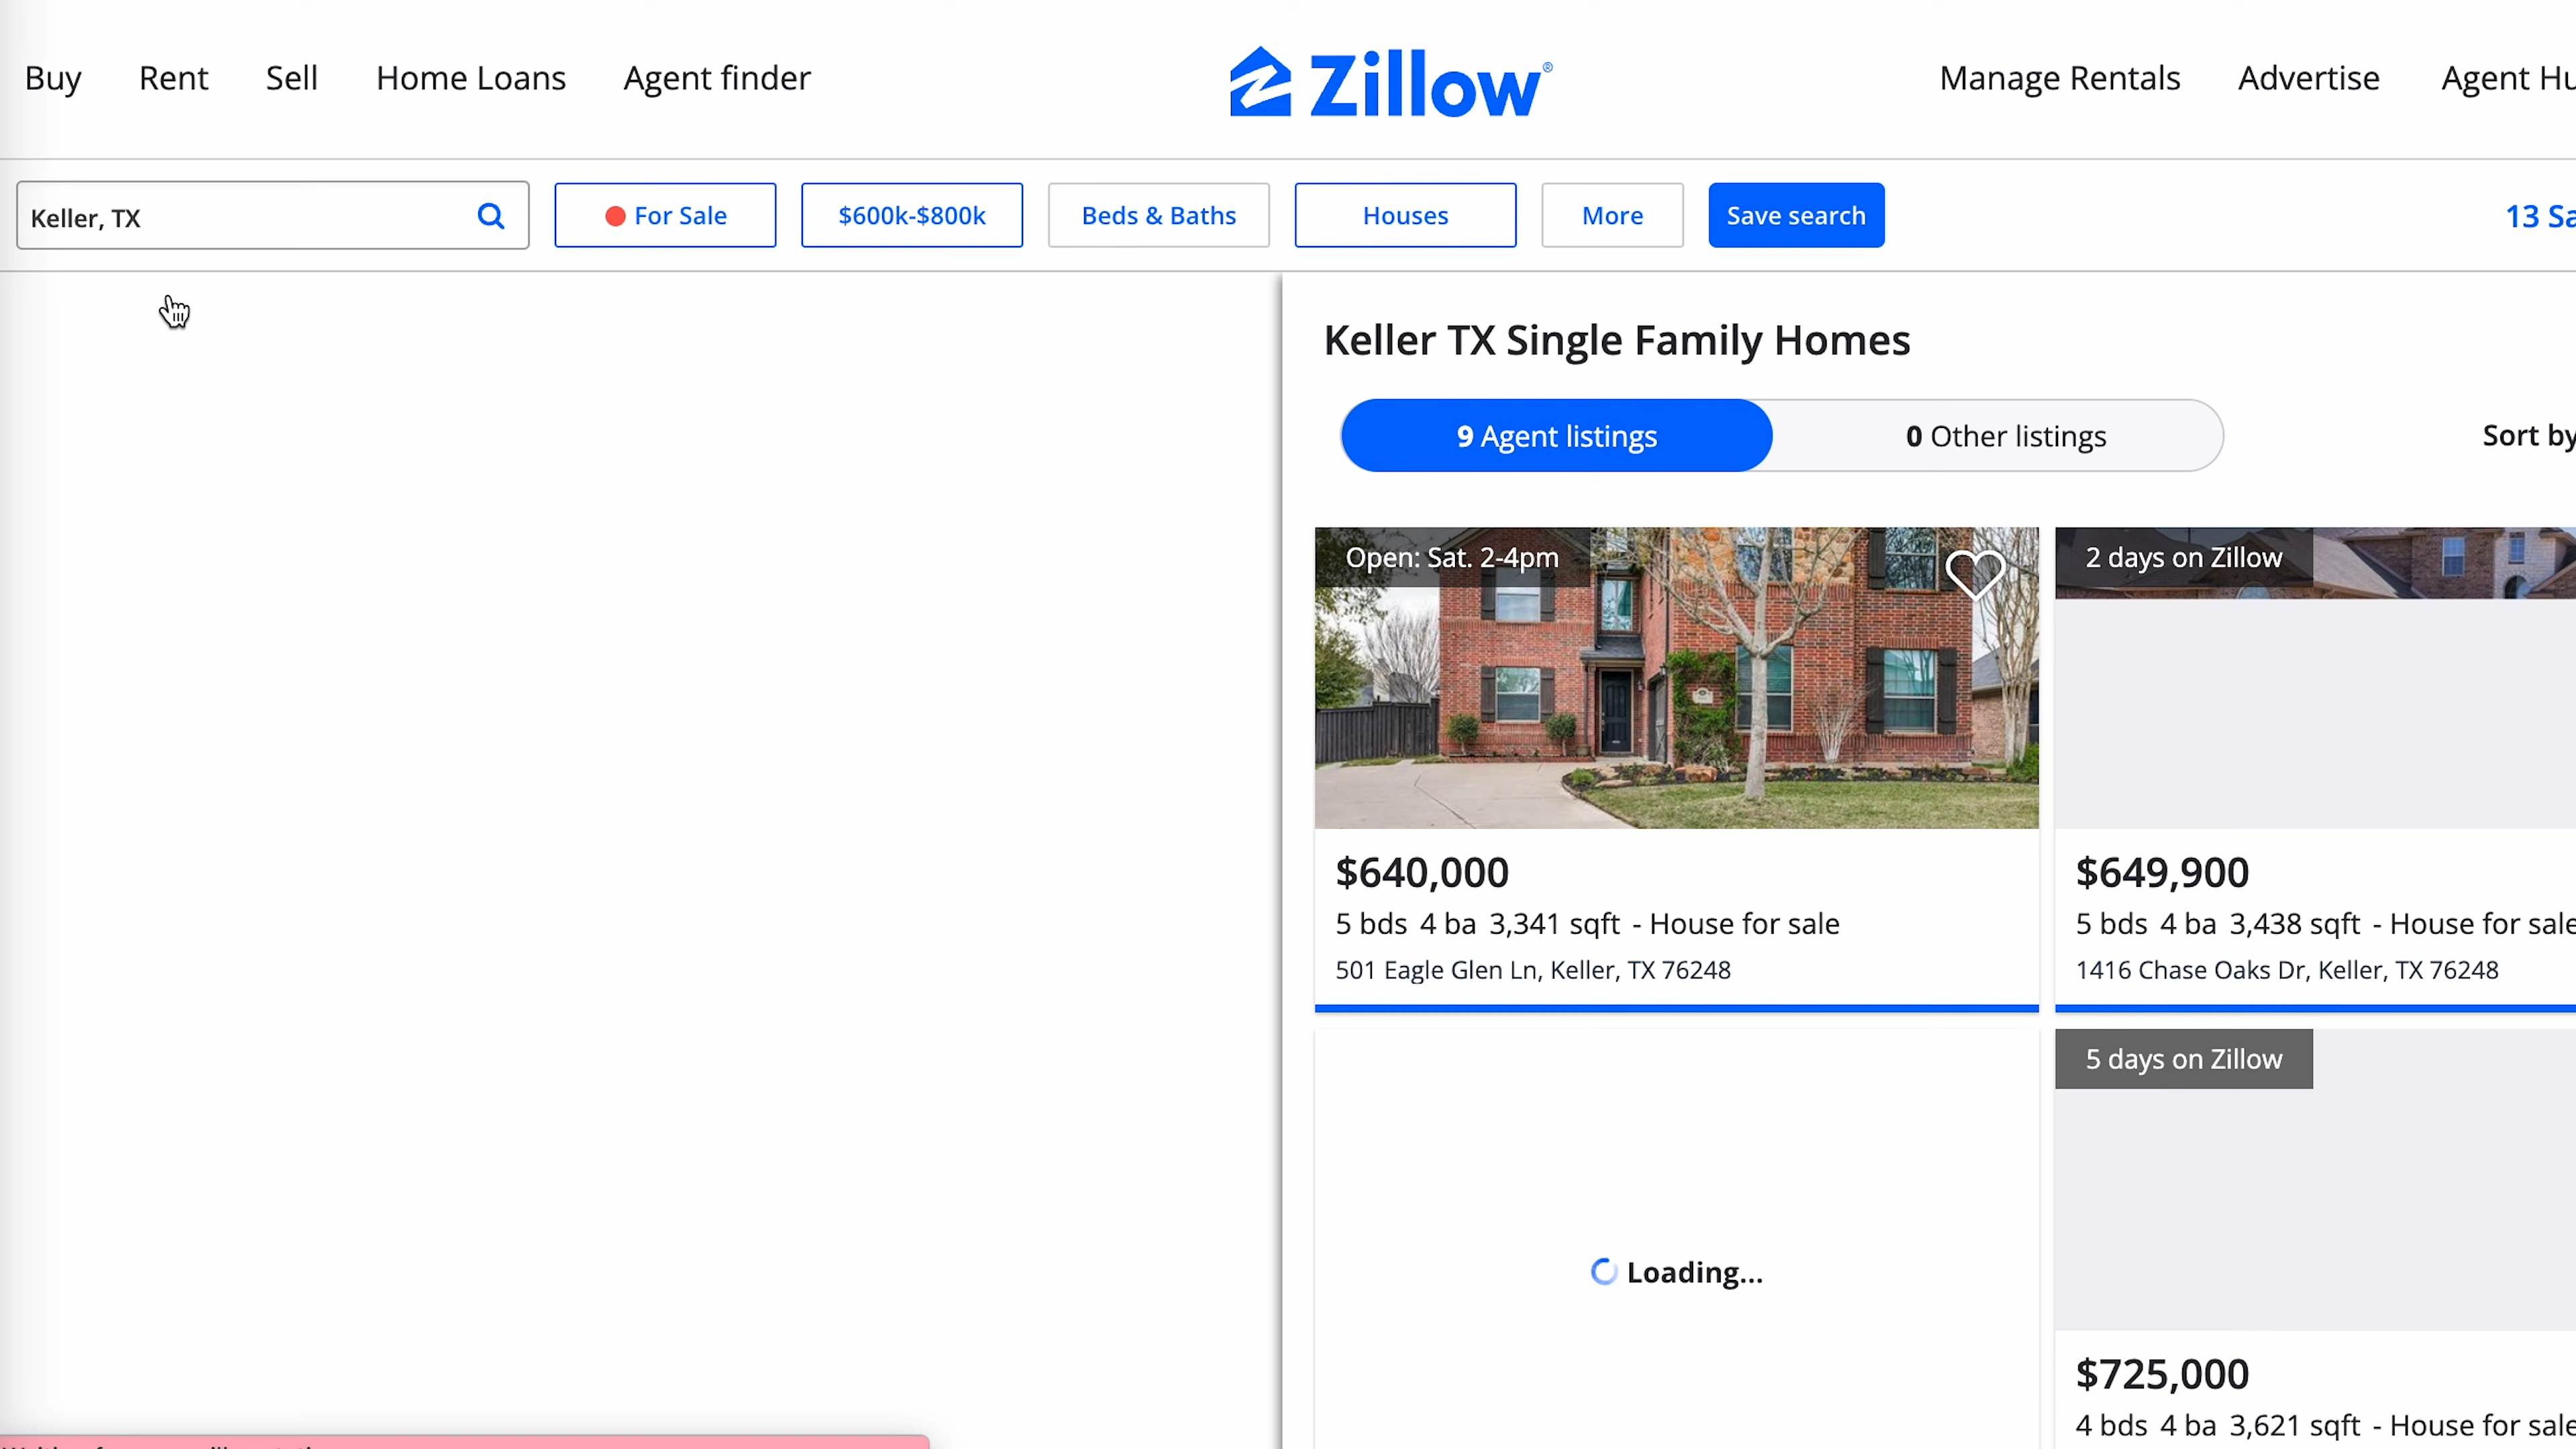 Buy Rent Sell Home Loans Agent finder
Zillow®
Manage Rentals Advertise Agent
Keller, TX
For Sale
$600k-$800k
Beds & Baths
Houses
More
Save search
13
Keller TX Single Family Homes
9 Agent listings
0 Other listings
Sort by
Open: Sat. 2-4pm
$640,000
5 bds 4 ba 3,341 sqft - House for sale
501 Eagle Glen Ln, Keller, TX 76248
2 days on Zillow
$649,900
5 bds 4 ba 3,438 sqft - House for sale
1416 Chase Oaks Dr, Keller, TX 76248
Loading...
5 days on Zillow
$725,000
4 bds 4 ba 3,621 sqft - House for sale